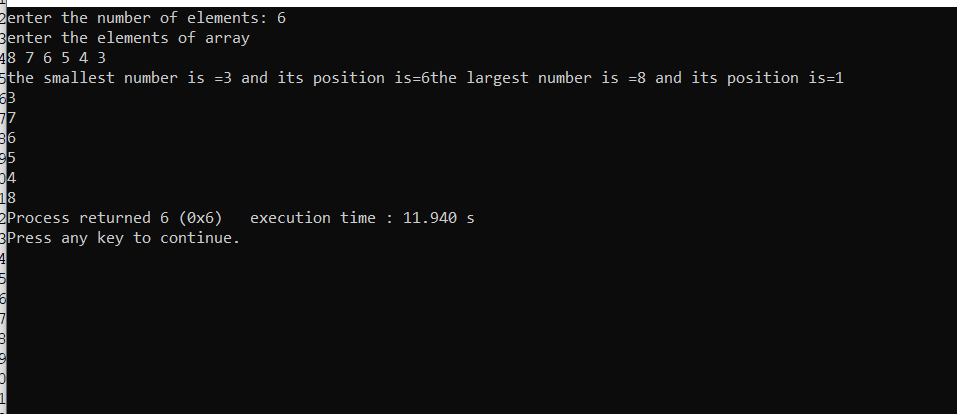 enter the number of elements: 6
enter the elements of array
8 7 6 5 4 3
the smallest number is =3 and its position is=6the largest number is =8 and its position is=1
3
7
6
5
4
8
Process returned 6 (0x6)   execution time : 11.940 s
Press any key to continue.